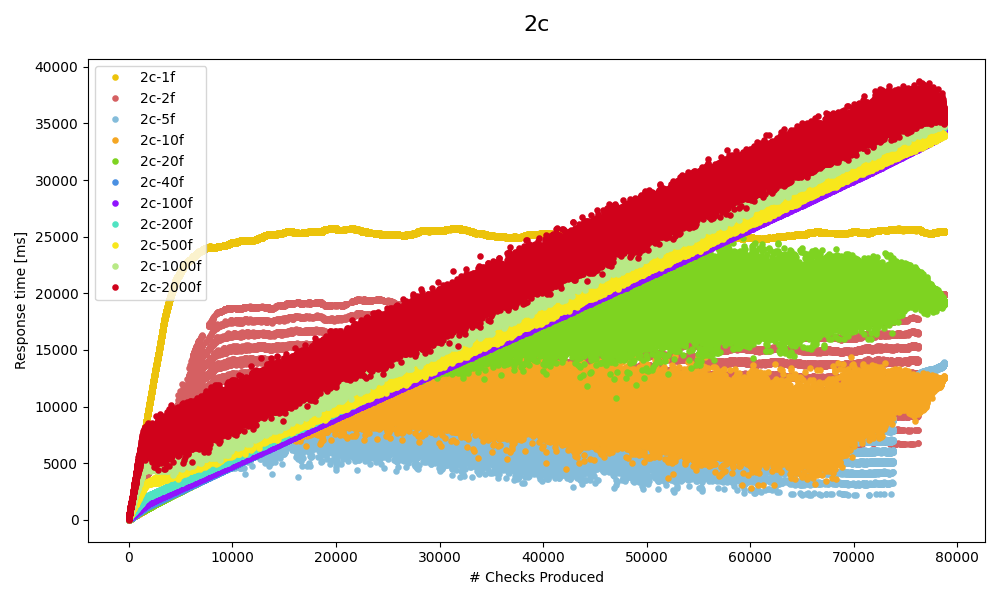 2c
Response time [ms]
40000
35000
30000
25000
20000
15000
10000
5000
0
2c-1f
2c-2f
2c-5f
2c-10f
2c-20f
2c-40f
2c-100f
2c-200f
2c-500f
2c-1000f
2c-2000f
0 10000 20000 30000 40000 50000 60000 70000 80000
# Checks Produced